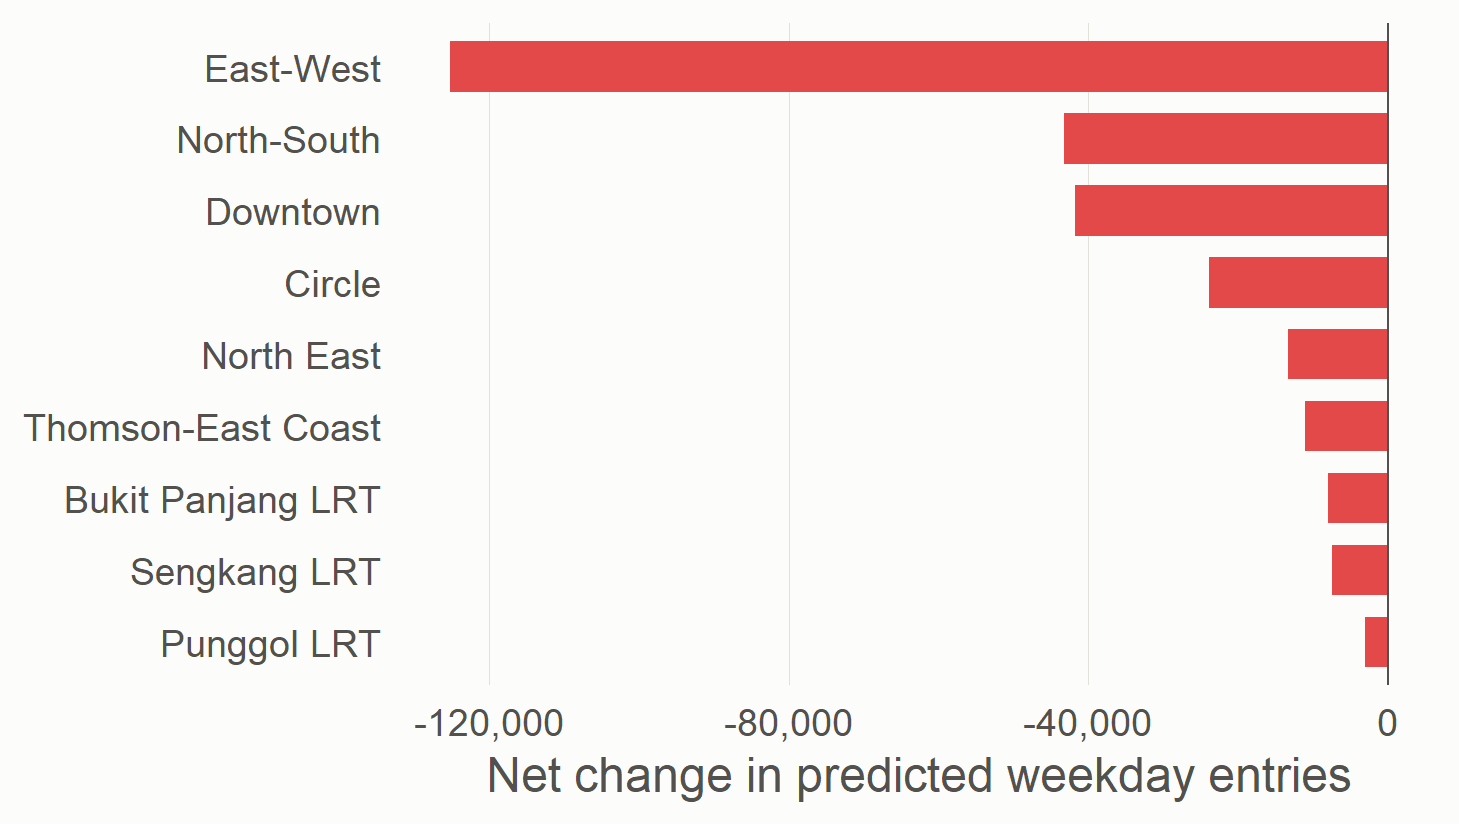 East-West
North-South
Downtown
Circle
North East
Thomson-East Coast
Bukit Panjang LRT
Sengkang LRT
Punggol LRT
-120,000 -80,000 -40,000 0
Net change in predicted weekday entries